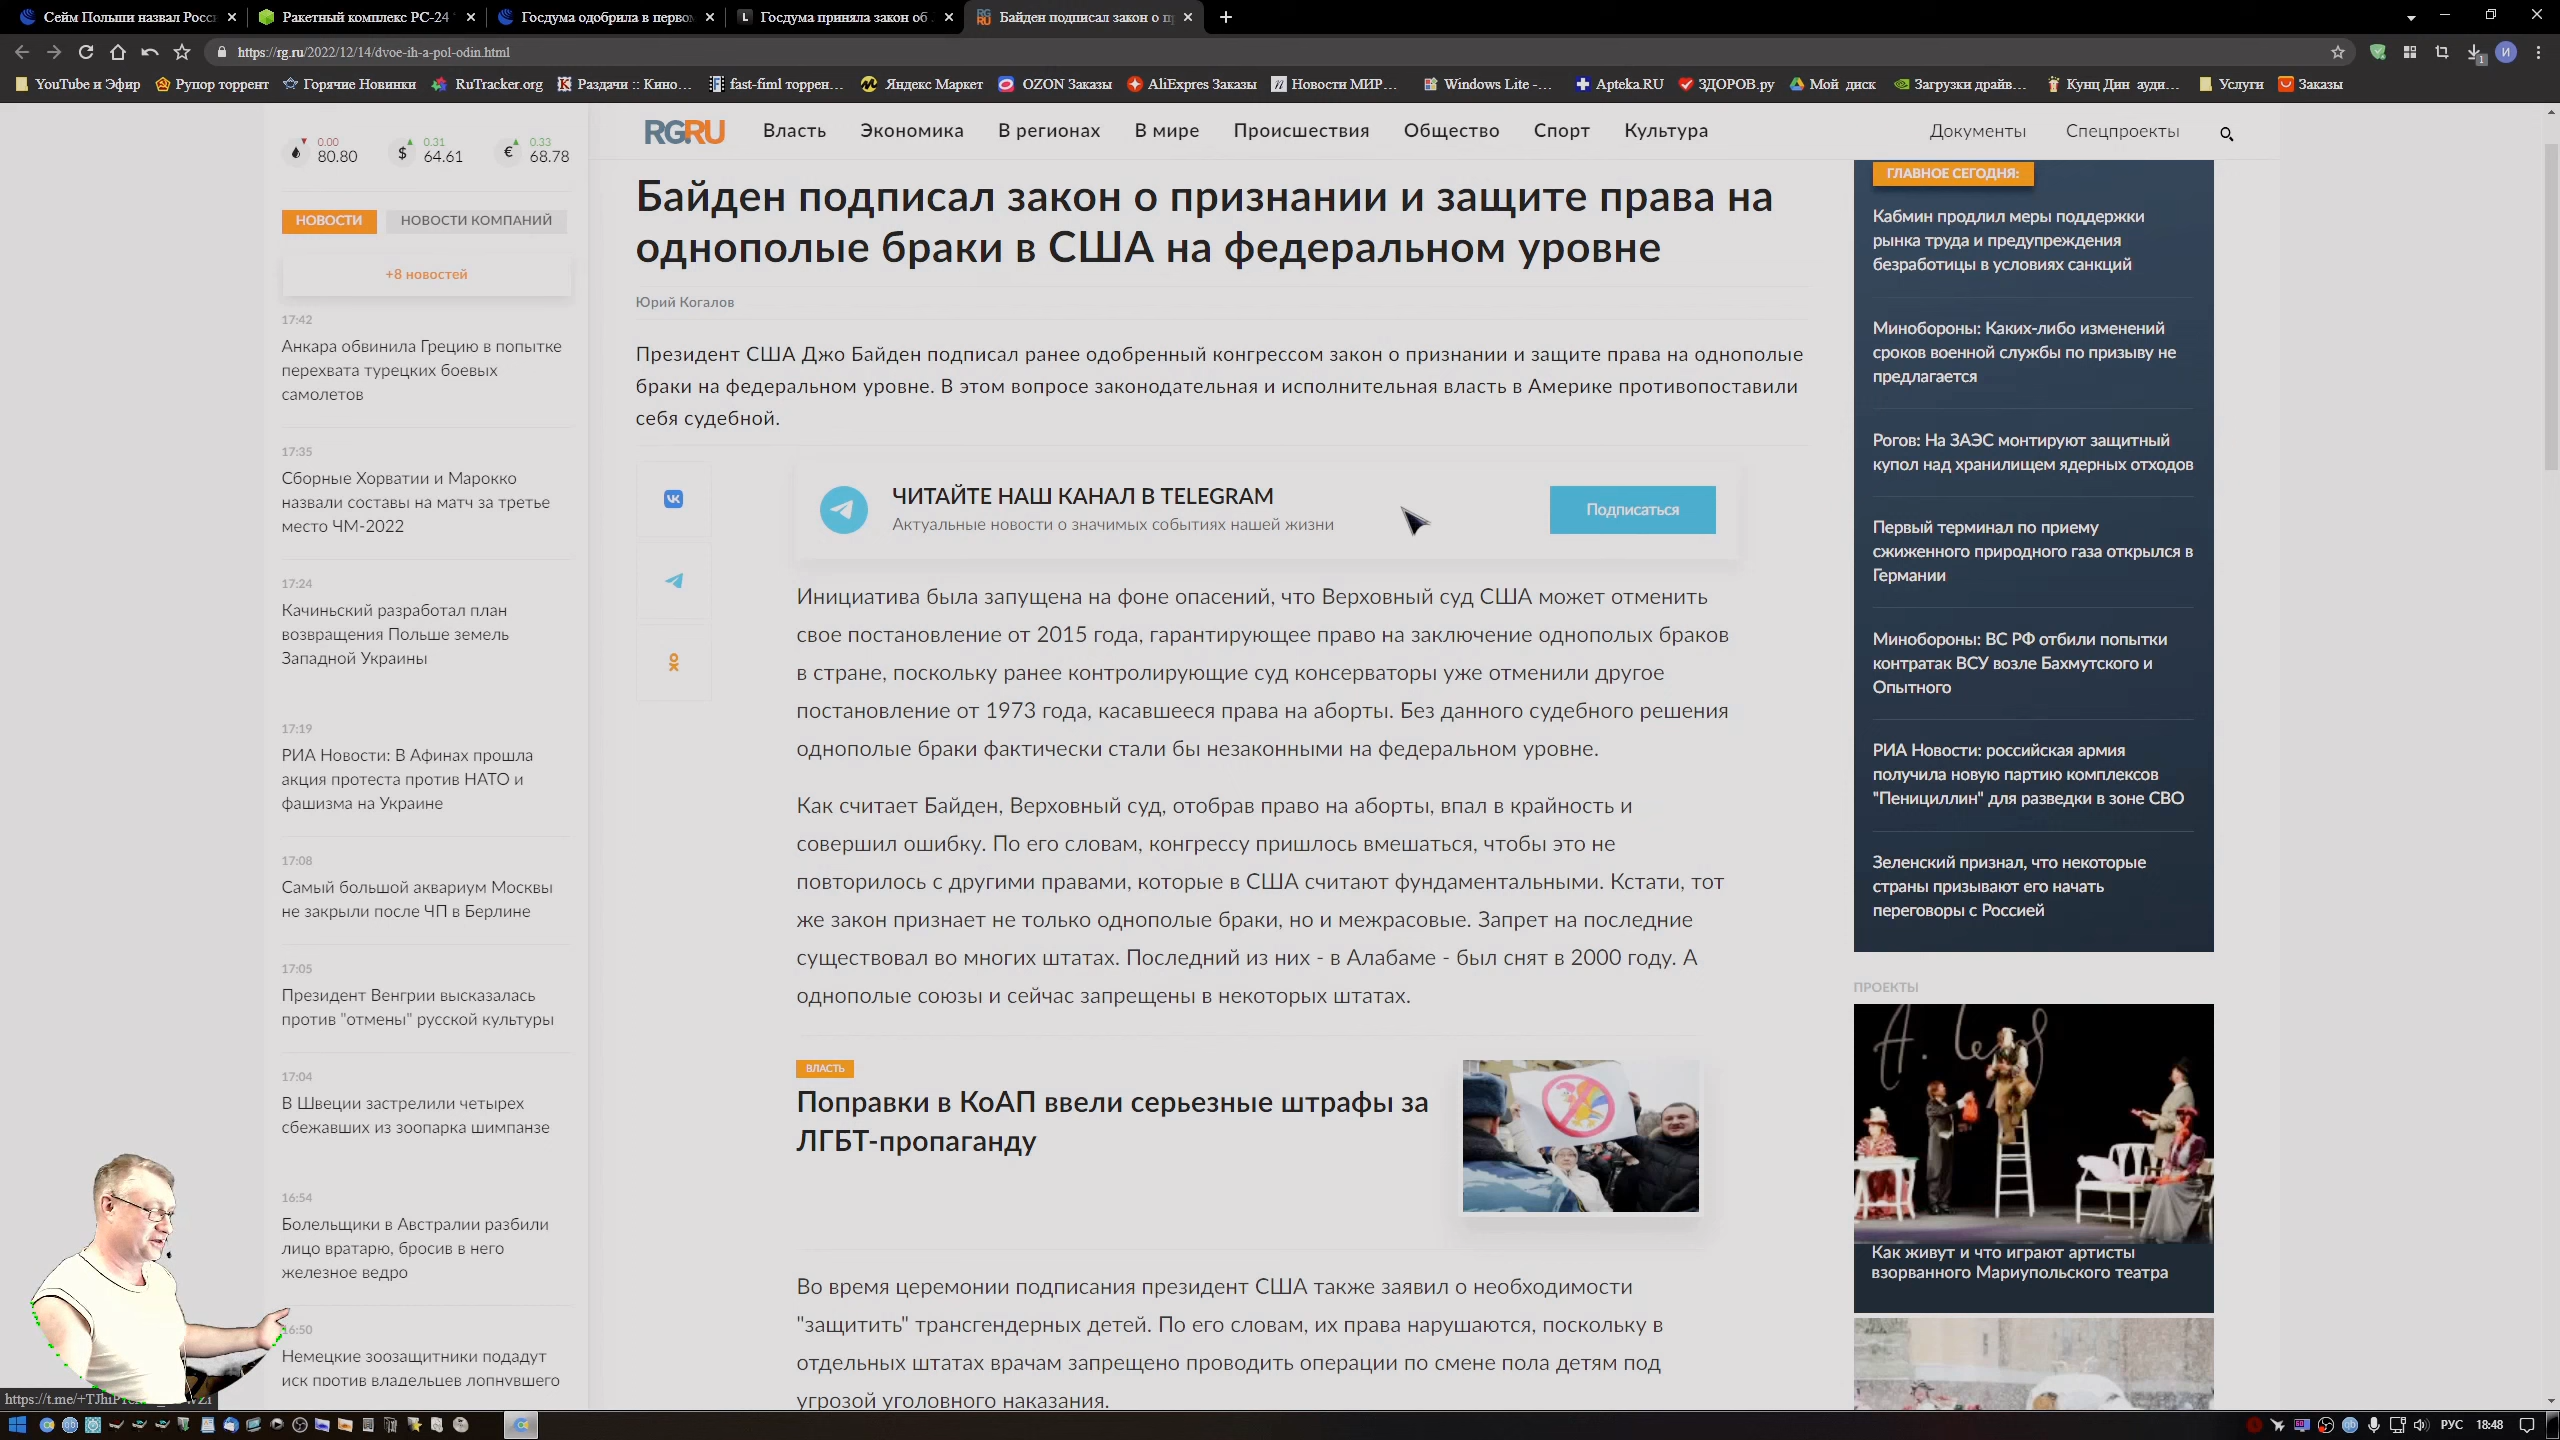 Сейм Польши назвал Росси
Ракетный комплекс РС-24
Госдума одобрила в первом
Госдума приняла закон об
Байден подписал закон о п
https://rg.ru/2022/12/14/dvoe-ih-a-pol-odin.html
YouTube и Эфир
Рупор торрент
Горячие Новинки
RuTracker.org
Раздачи :: Кино...
fast-fiml торрен...
Яндекс Маркет
OZON Заказы
AliExpres Заказы
Новости МИР...
Windows Lite -...
Apteka.RU
ЗДОРОВ.ру
Мой диск
Загрузки драйв...
Кунц Дин ауди...
Услуги
Заказы
0.00
80.80
$
0.31
64.61
€
0.33
68.78
RG.RU
Власть
Экономика
В регионах
В мире
Происшествия
Общество
Спорт
Культура
Документы
Спецпроекты
НОВОСТИ
НОВОСТИ КОМПАНИЙ
+8 новостей
17:42
Анкара обвинила Грецию в попытке
перехвата турецких боевых
самолетов
17:35
Сборные Хорватии и Марокко
назвали составы на матч за третье
место ЧМ-2022
17:24
Качиньский разработал план
возвращения Польше земель
Западной Украины
17:19
РИА Новости: В Афинах прошла
акция протеста против НАТО и
фашизма на Украине
17:08
Самый большой аквариум Москвы
не закрыли после ЧП в Берлине
17:05
Президент Венгрии высказалась
против "отмены" русской культуры
17:04
В Швеции застрелили четырех
сбежавших из зоопарка шимпанзе
16:54
Болельщики в Австралии разбили
лицо вратарю, бросив в него
железное ведро
16:50
Немецкие зоозащитники подадут
иск против владельцев лопнувшего
Байден подписал закон о признании и защите права на
однополые браки в США на федеральном уровне
Юрий Когалов
Президент США Джо Байден подписал ранее одобренный конгрессом закон о признании и защите права на однополые
браки на федеральном уровне. В этом вопросе законодательная и исполнительная власть в Америке противопоставили
себя судебной.
ЧИТАЙТЕ НАШ КАНАЛ В TELEGRAM
Актуальные новости о значимых событиях нашей жизни
Подписаться
Инициатива была запущена на фоне опасений, что Верховный суд США может отменить
свое постановление от 2015 года, гарантирующее право на заключение однополых браков
в стране, поскольку ранее контролирующие суд консерваторы уже отменили другое
постановление от 1973 года, касавшееся права на аборты. Без данного судебного решения
однополые браки фактически стали бы незаконными на федеральном уровне.
Как считает Байден, Верховный суд, отобрав право на аборты, впал в крайность и
совершил ошибку. По его словам, конгрессу пришлось вмешаться, чтобы это не
повторилось с другими правами, которые в США считают фундаментальными. Кстати, тот
же закон признает не только однополые браки, но и межрасовые. Запрет на последние
существовал во многих штатах. Последний из них - в Алабаме - был снят в 2000 году. А
однополые союзы и сейчас запрещены в некоторых штатах.
ВЛАСТЬ
Поправки в КоАП ввели серьезные штрафы за
ЛГБТ-пропаганду
Во время церемонии подписания президент США также заявил о необходимости
"защитить" трансгендерных детей. По его словам, их права нарушаются, поскольку в
отдельных штатах врачам запрещено проводить операции по смене пола детям под
угрозой уголовного наказания.
ГЛАВНОЕ СЕГОДНЯ:
Кабмин продлил меры поддержки
рынка труда и предупреждения
безработицы в условиях санкций
Минобороны: Каких-либо изменений
сроков военной службы по призыву не
предлагается
Рогов: На ЗАЭС монтируют защитный
купол над хранилищем ядерных отходов
Первый терминал по приему
сжиженного природного газа открылся в
Германии
Минобороны: ВС РФ отбили попытки
контратак ВСУ возле Бахмутского и
Опытного
РИА Новости: российская армия
получила новую партию комплексов
"Пенициллин" для разведки в зоне СВО
Зеленский признал, что некоторые
страны призывают его начать
переговоры с Россией
ПРОЕКТЫ
Как живут и что играют артисты
взорванного Мариупольского театра
РУС
18:48